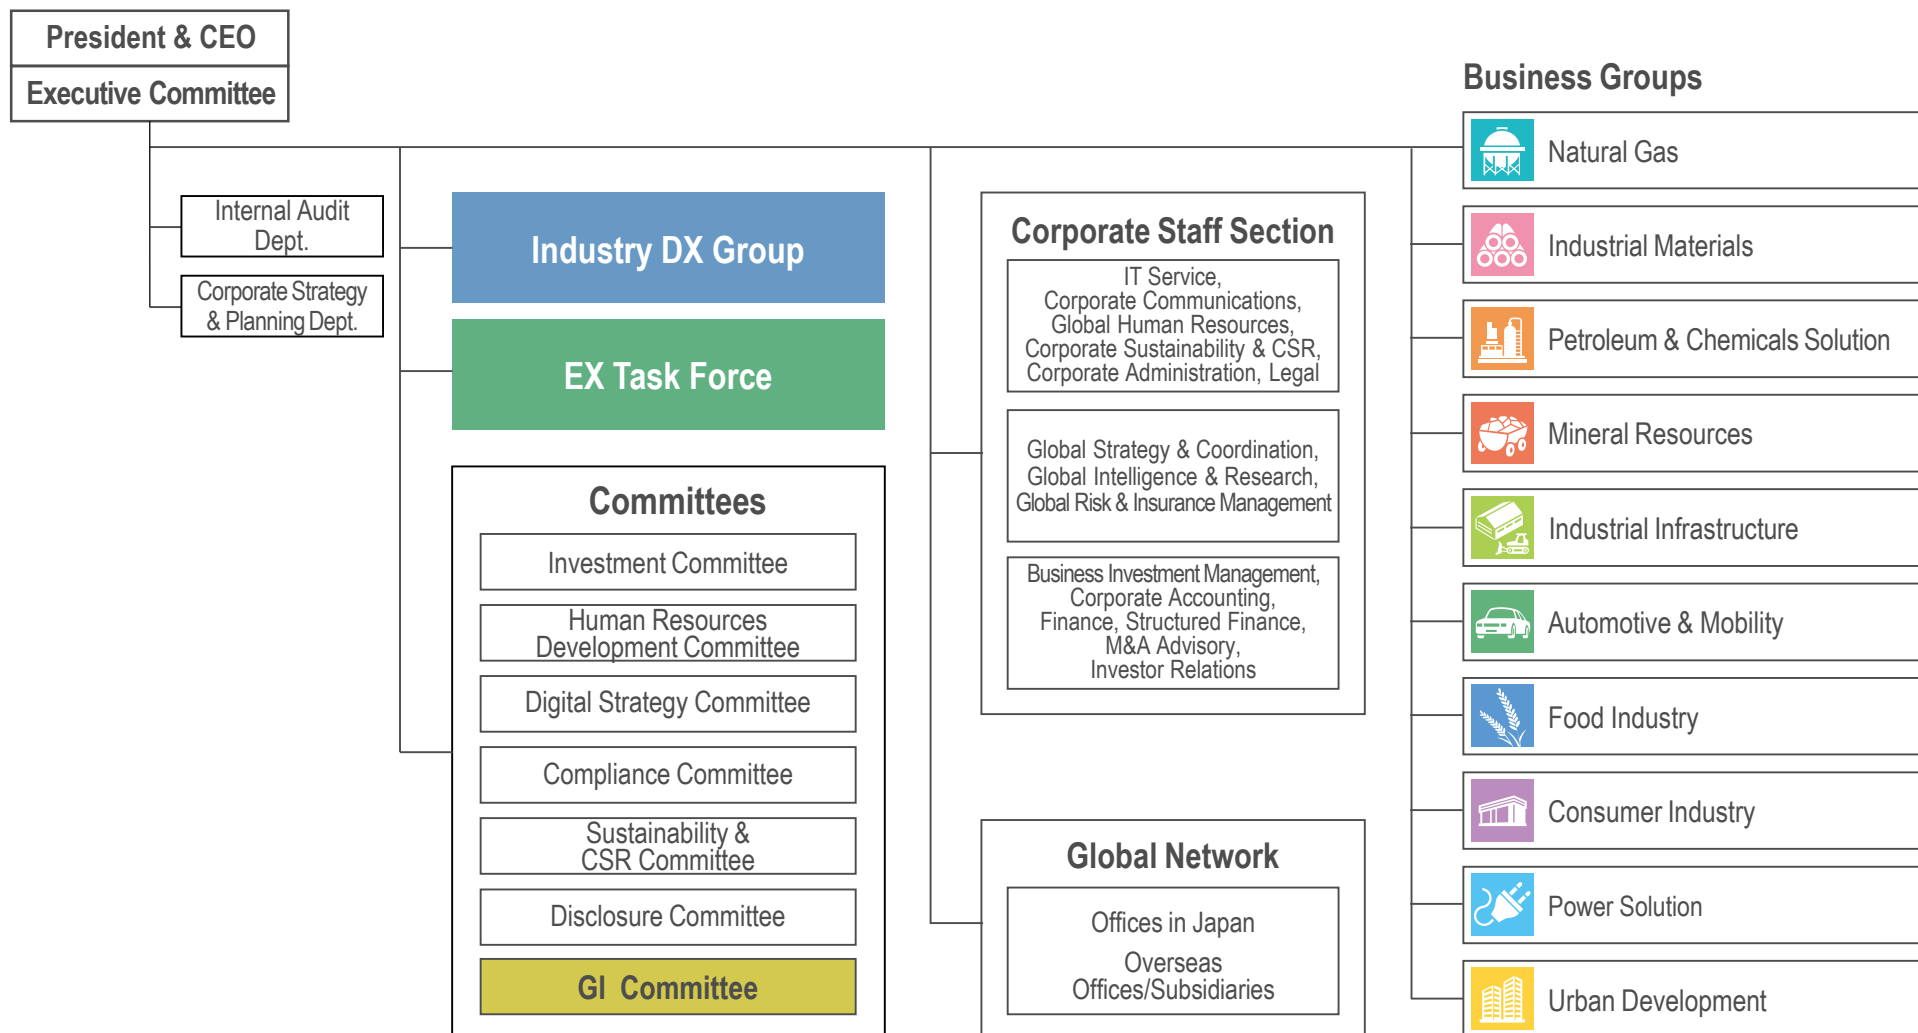 President & CEO
Executive Committee
Internal Audit
Dept.
Corporate Strategy
& Planning Dept.
Industry DX Group
EX Task Force
Committees
Investment Committee
Human Resources
Development Committee
Digital Strategy Committee
Compliance Committee
Sustainability &
CSR Committee
Disclosure Committee
GI Committee
Corporate Staff Section
IT Service,
Corporate Communications,
Global Human Resources,
Corporate Sustainability & CSR,
Corporate Administration, Legal
Global Strategy & Coordination,
Global Intelligence & Research,
Global Risk & Insurance Management
Business Investment Management,
Corporate Accounting,
Finance, Structured Finance,
M&A Advisory,
Investor Relations
Global Network
Offices in Japan
Overseas
Offices/Subsidiaries
Business Groups
Natural Gas
Industrial Materials
Petroleum & Chemicals Solution
Mineral Resources
Industrial Infrastructure
Automotive & Mobility
Food Industry
Consumer Industry
Power Solution
Urban Development